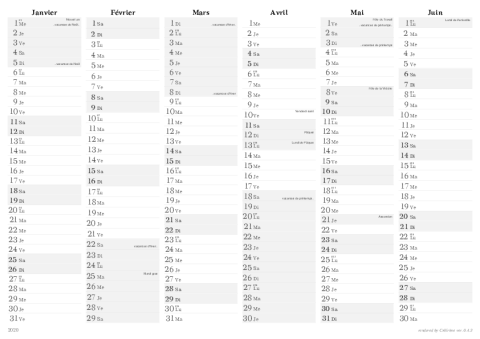 Janvier
1 Me
vacances de Noël
2 Je
3 Ve
4 Sa
5 Di vacances de Noël
6 Lu
7 Ma
8 Me
9 Je
10 Ve
11 Sa
12 Di
13 Lu
14 Ma
15 Me
16 Je
17 Ve
18 Sa
19 Di
20 Lu
21 Ma
22 Me
23 Je
24 Ve
25 Sa
26 Di
27 Lu
28 Ma
29 Me
30 Je
31 Ve
Février
1 Sa
2 Di
3 Lu
4 Ma
5 Me
6 Je
7 Ve
8 Sa
9 Di
10 Lu
11 Ma
12 Me
13 Je
14 Ve
15 Sa
16 Di
17 Lu
18 Ma
19 Me
20 Je
21 Ve
22 Sa vacances d'hiver
23 Di
24 Lu
25 Ma Mardi gras
26 Me
27 Je
28 Ve
29 Sa
Mars
1 Di vacances d'hiver
2 Lu
3 Ma
4 Me
5 Je
6 Ve
7 Sa
8 Di vacances d'hiver
9 Lu
10 Ma
11 Me
12 Je
13 Ve
14 Sa
15 Di
16 Lu
17 Ma
18 Me
19 Je
20 Ve
21 Sa
22 Di
23 Lu
24 Ma
25 Me
26 Je
27 Ve
28 Sa
29 Di
30 Lu
31 Ma
Avril
1 Me
2 Je
3 Ve
4 Sa
5 Di
6 Lu
7 Ma
8 Me
9 Je
10 Ve Vendredi saint
11 Sa
12 Di Pâques
13 Lu Lundi de Pâques
14 Ma
15 Me
16 Je
17 Ve
18 Sa vacances de printemps
19 Di
20 Lu
21 Ma
22 Me
23 Je
24 Ve
25 Sa
26 Di
27 Lu
28 Ma
29 Me
30 Je
Mai
1 Ve Fête du Travail
vacances de printemps
2 Sa
3 Di vacances de printemps
4 Lu
5 Ma
6 Me
7 Je
8 Ve Fête de la Victoire
9 Sa
10 Di
11 Lu
12 Ma
13 Me
14 Je
15 Ve
16 Sa
17 Di
18 Lu
19 Ma
20 Me
21 Je Ascension
22 Ve
23 Sa
24 Di
25 Lu
26 Ma
27 Me
28 Je
29 Ve
30 Sa
31 Di
Juin
1 Lu Lundi de Pentecôte
2 Ma
3 Me
4 Je
5 Ve
6 Sa
7 Di
8 Lu
9 Ma
10 Me
11 Je
12 Ve
13 Sa
14 Di
15 Lu
16 Ma
17 Me
18 Je
19 Ve
20 Sa
21 Di
22 Lu
23 Ma
24 Me
25 Je
26 Ve
27 Sa
28 Di
29 Lu
30 Ma
2020